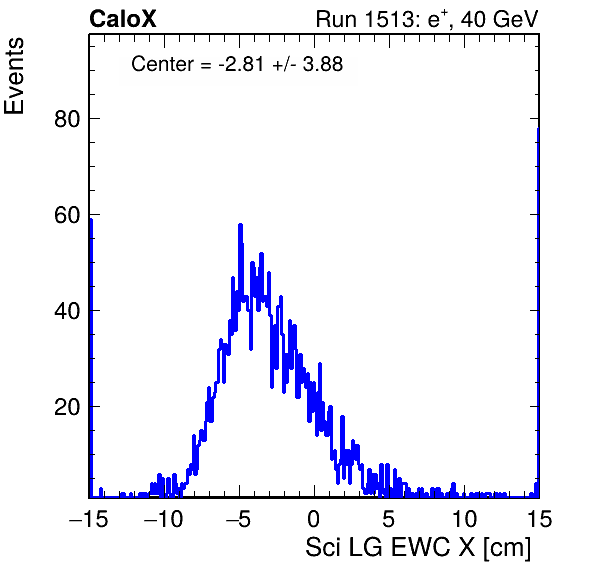 CaloX Run 1513: e⁺, 40 GeV
Center = -2.81 +/- 3.88
Events
80
60
40
20
−15 −10 −5 0 5 10 15
Sci LG EWC X [cm]